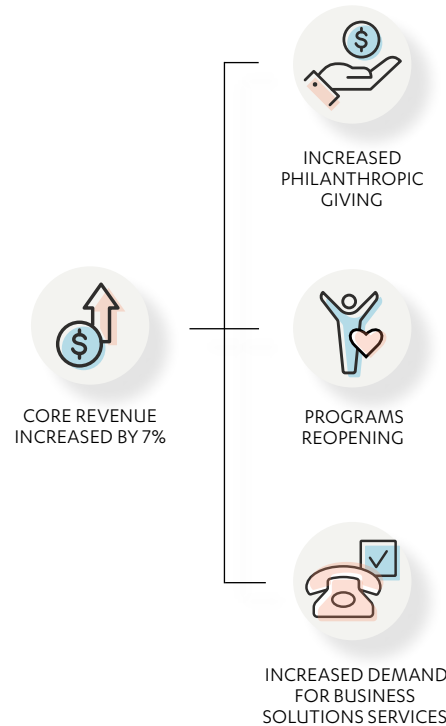 INCREASED
PHILANTHROPIC
GIVING
CORE REVENUE
INCREASED BY 7%
PROGRAMS
REOPENING
INCREASED DEMAND
FOR BUSINESS
SOLUTIONS SERVICES